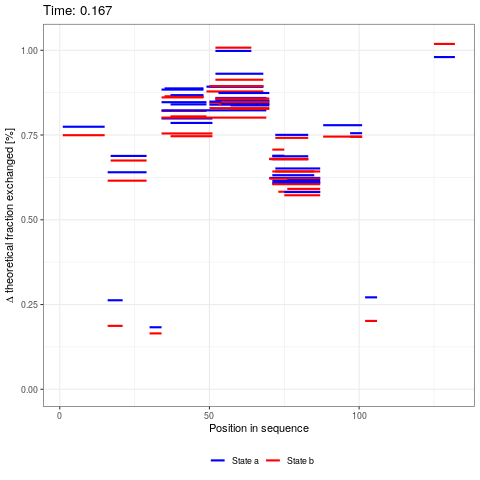 Time: 0.167
Δ theoretical fraction exchanged [%]
1.00
0.75
0.50
0.25
0.00
0
50
100
Position in sequence
State a
State b